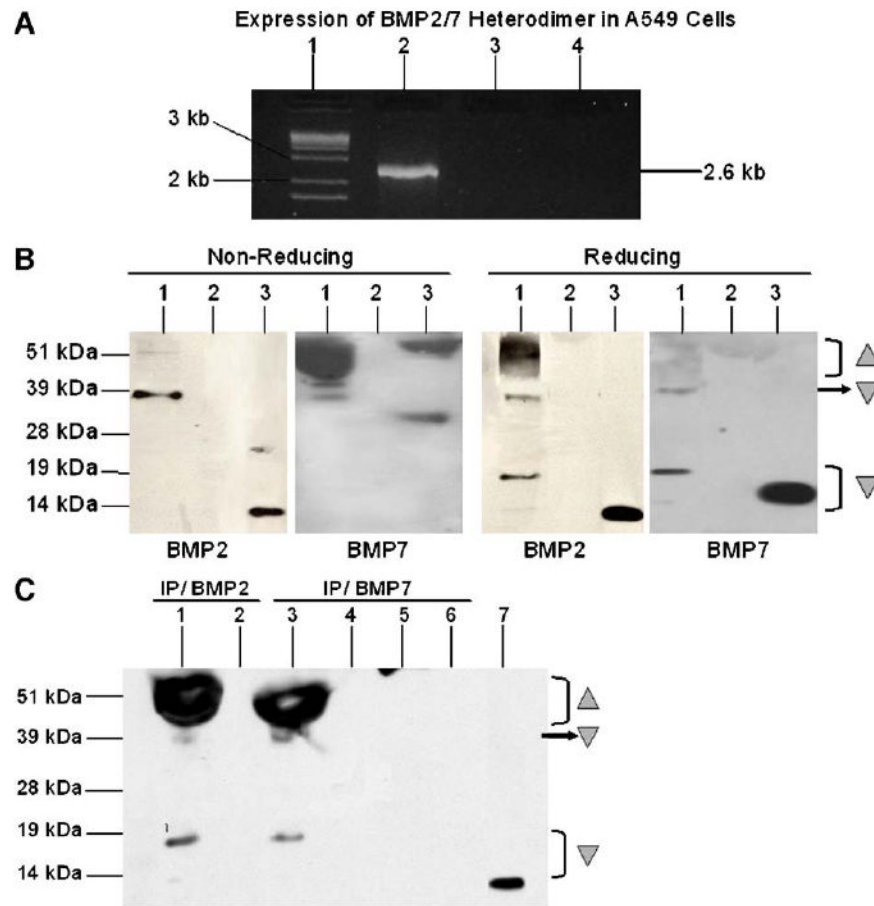 A
Expression of BMP2/7 Heterodimer in A549 Cells
1 2 3 4
3 kb
2 kb
2.6 kb
B
Non-Reducing Reducing
1 2 3 1 2 3 1 2 3 1 2 3
51 kDa
39 kDa
28 kDa
19 kDa
14 kDa
BMP2 BMP7 BMP2 BMP7
C
IP/ BMP2 IP/ BMP7
1 2 3 4 5 6 7
51 kDa
39 kDa
28 kDa
19 kDa
14 kDa